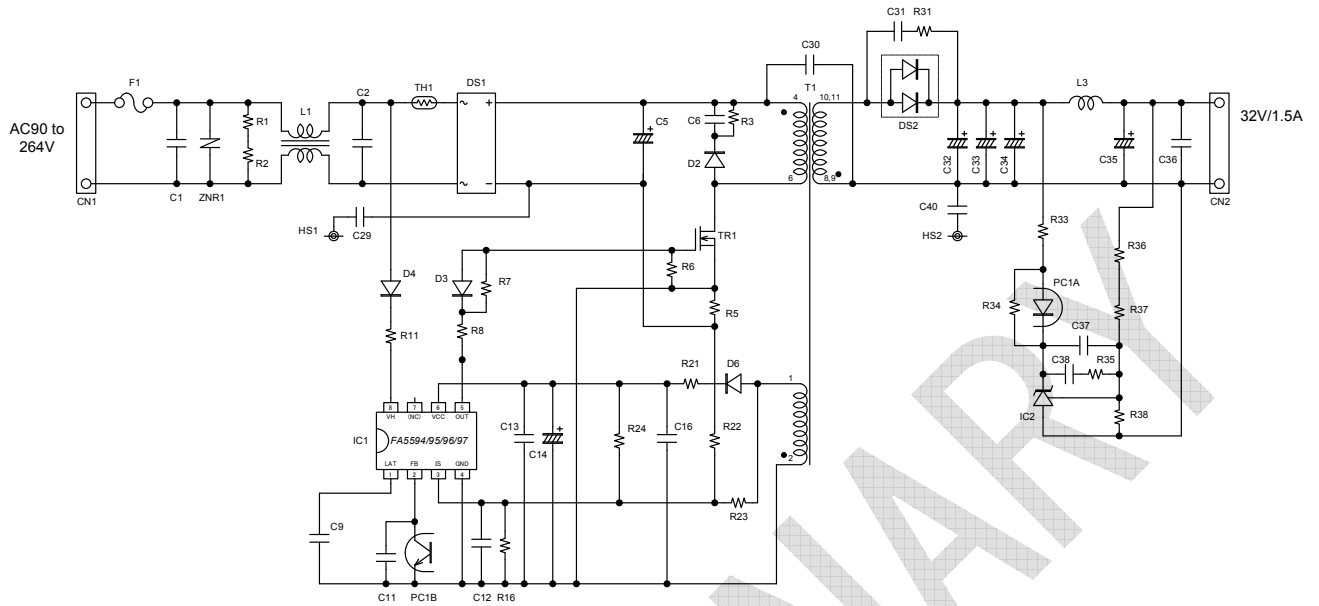 C31 R31
C30
F1
TH1
DS1
T1
L3
L1
C2
4
10,11
AC90 to
264V
R1
R2
C6
R3
C5
D2
DS2
32V/1.5A
C32
C33
C34
C35
C36
6
8,9
CN1
C1
ZNR1
CN2
HS1
C29
C40
HS2
R33
R36
TR1
D4
D3
R7
R6
PC1A
R34
R37
R5
R11
R8
C37
R21
D6
C38
R35
1
IC2
R38
8 7 6 5
VH (NC) VCC OUT
IC1
FA5594/95/96/97
C13
C14
R24
C16
R22
LAT FB IS GND
1 2 3 4
2
R23
C9
C11
PC1B
C12 R16
NARY